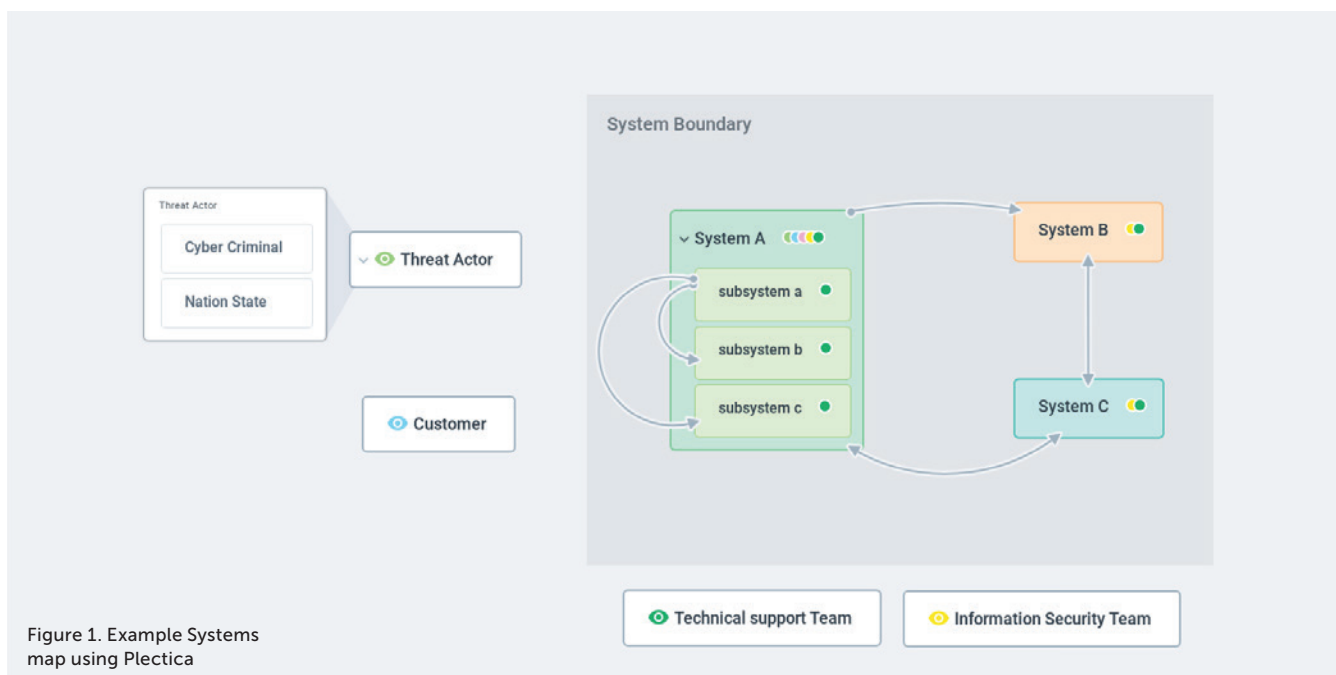 System Boundary
Threat Actor
Cyber Criminal
Nation State
Threat Actor
Customer
System A
subsystem a
subsystem b
subsystem c
System B
System C
Technical support Team
Information Security Team
Figure 1. Example Systems
map using Plectica